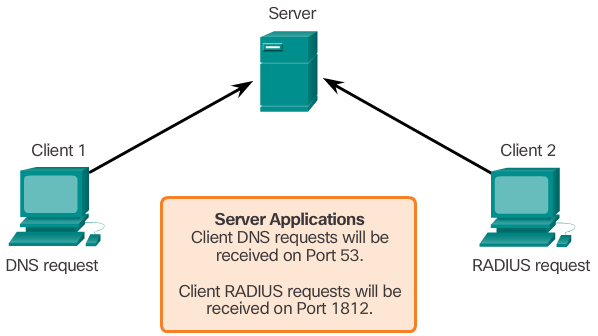 Server
Client 1
Client 2
DNS request
RADIUS request
Server Applications
Client DNS requests will be
received on Port 53.
Client RADIUS requests will be
received on Port 1812.